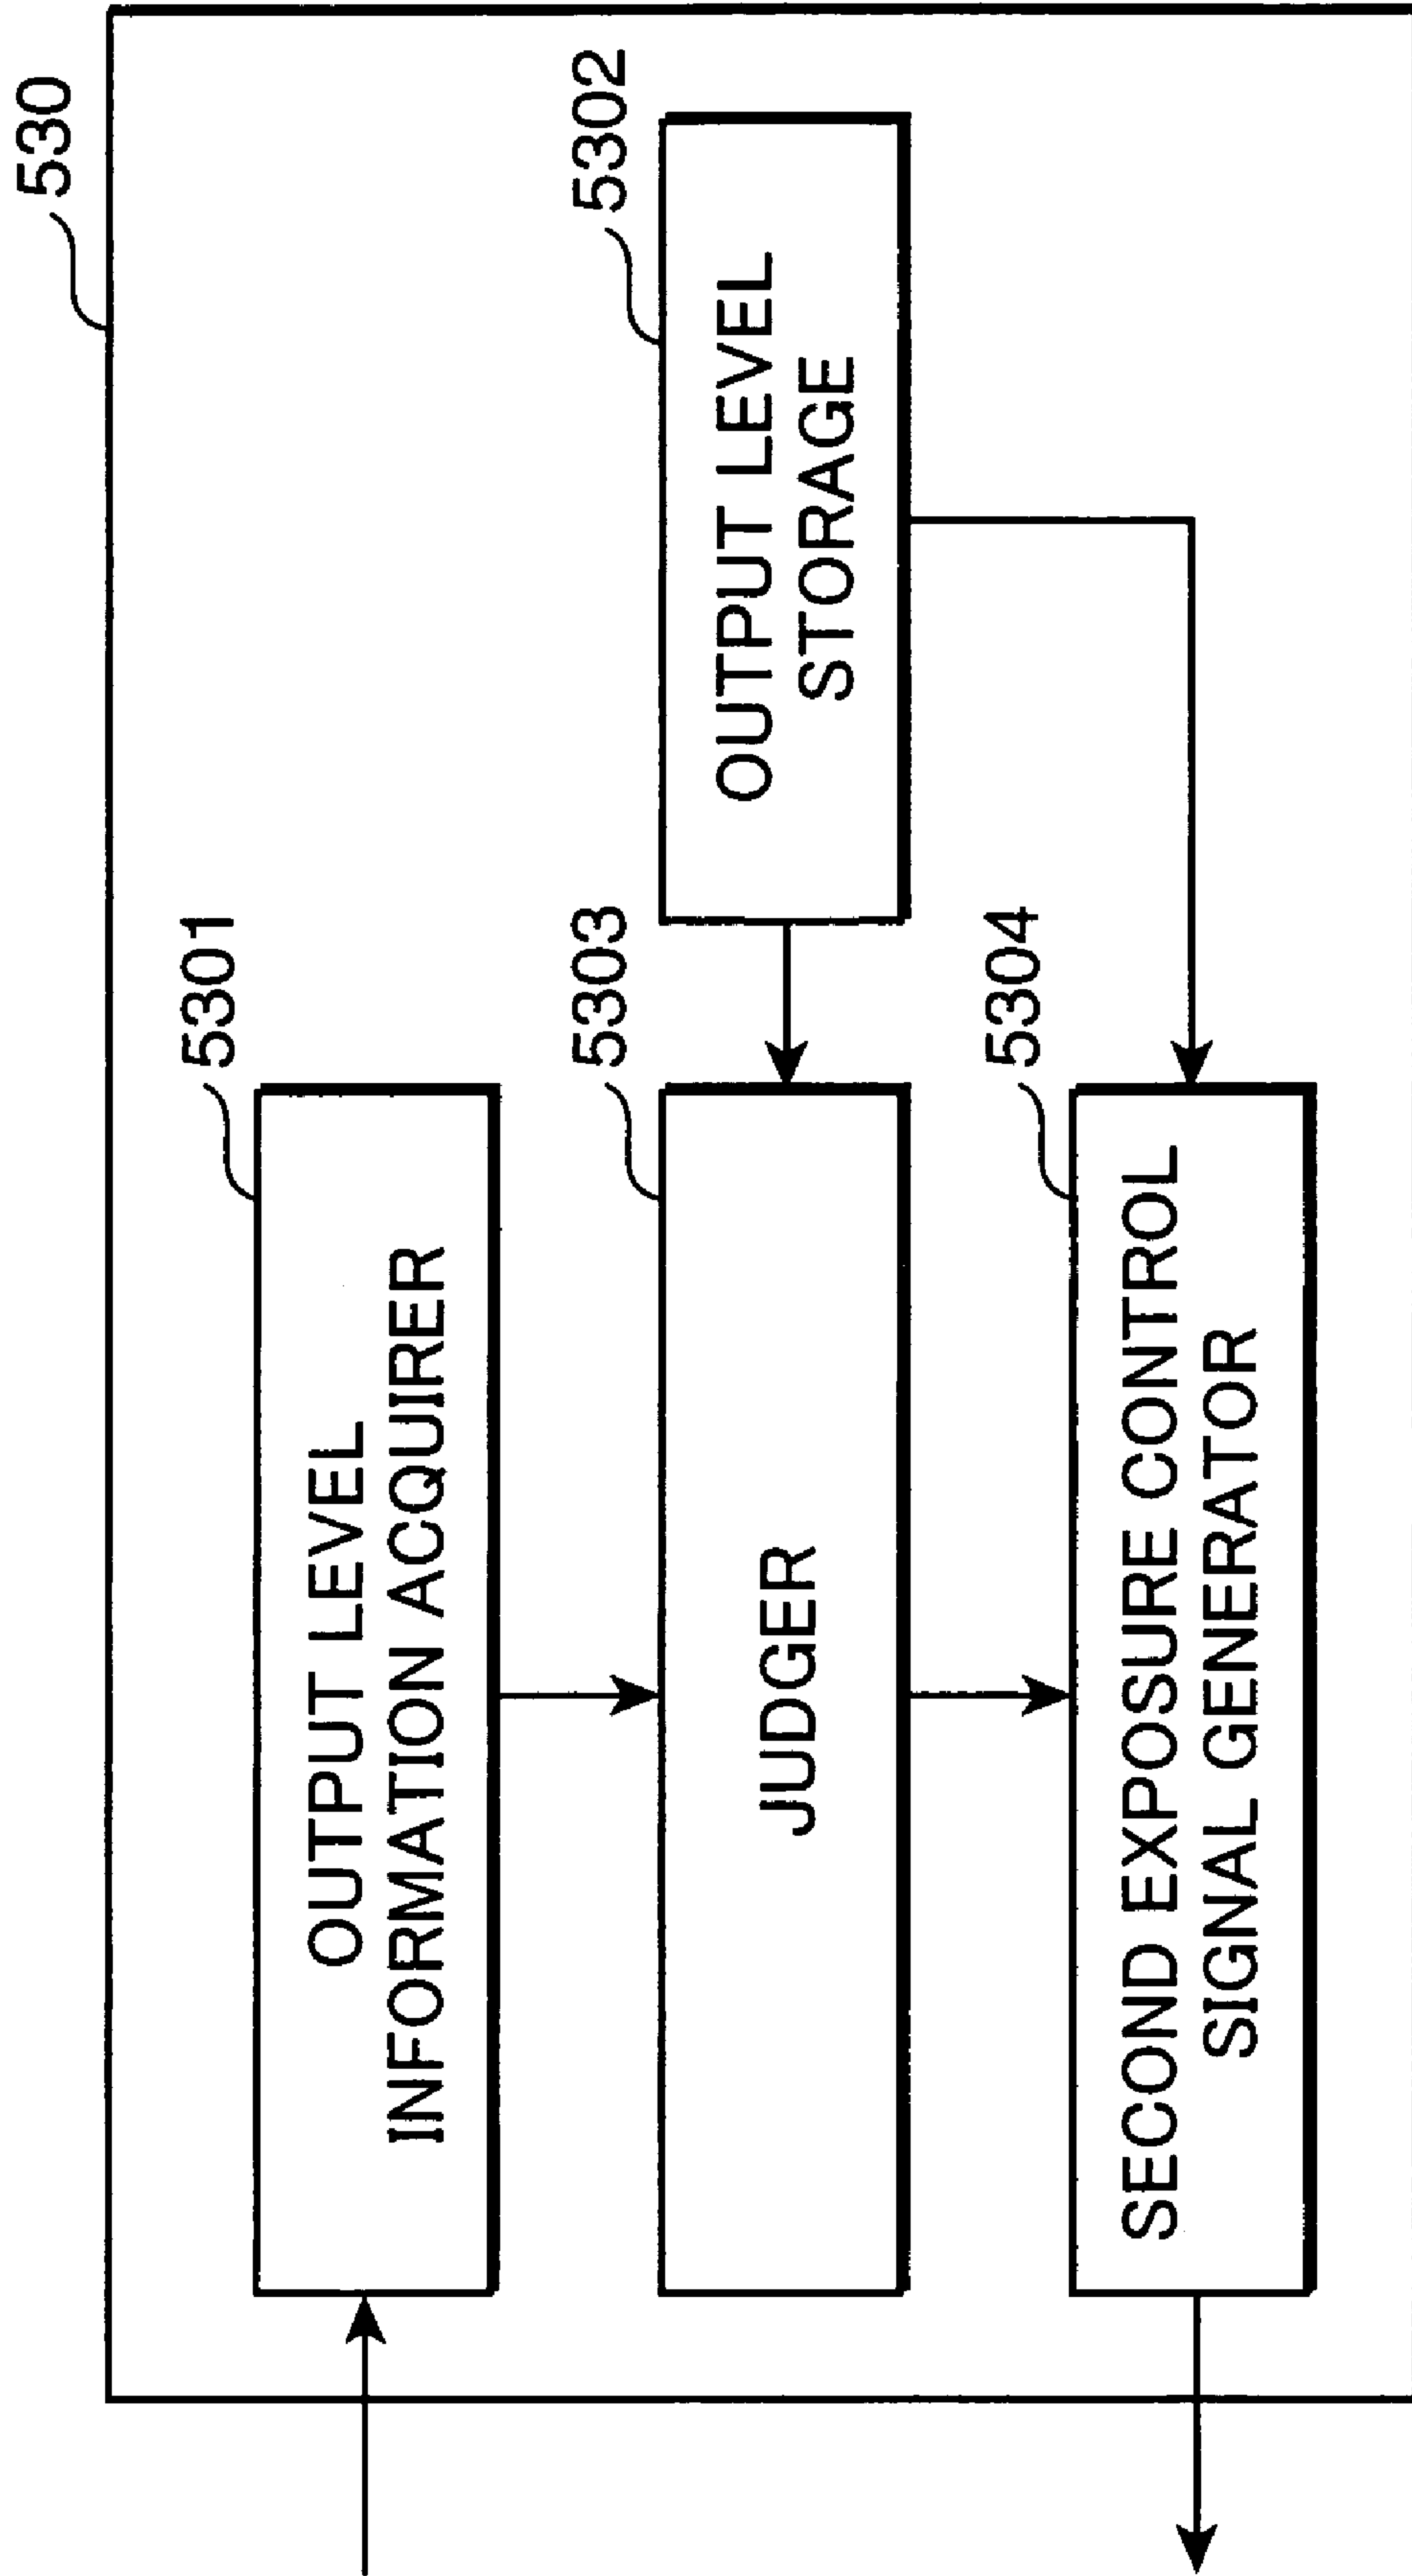 530
5301
OUTPUT LEVEL
INFORMATION ACQUIRER
5303
JUDGER
5302
OUTPUT LEVEL
STORAGE
5304
SECOND EXPOSURE CONTROL
SIGNAL GENERATOR